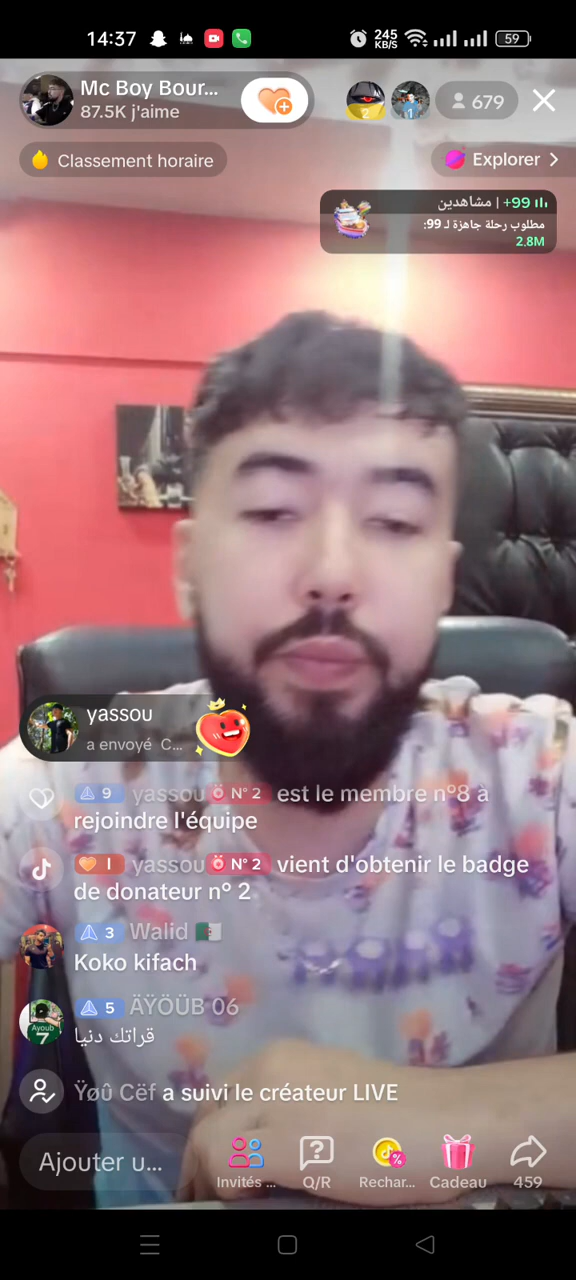 14:37
245
KB/S
59
Mc Boy Bour...
87.5K j'aime
2
1
679
Classement horaire
Explorer
مشاهدين | +99
مطلوب رحلة جاهزة لـ 99:
2.8M
yassou
a envoyé C...
9 yassou N° 2 est le membre n°8 à
rejoindre l'équipe
I yassou N° 2 vient d'obtenir le badge
de donateur n° 2
3 Walid
Koko kifach
5 ÄŸÖÜB 06
قراتك دنيا
Ayoub
7
Ÿøû Cëf a suivi le créateur LIVE
Ajouter u...
Invités ...
Q/R
Rechar...
Cadeau
459